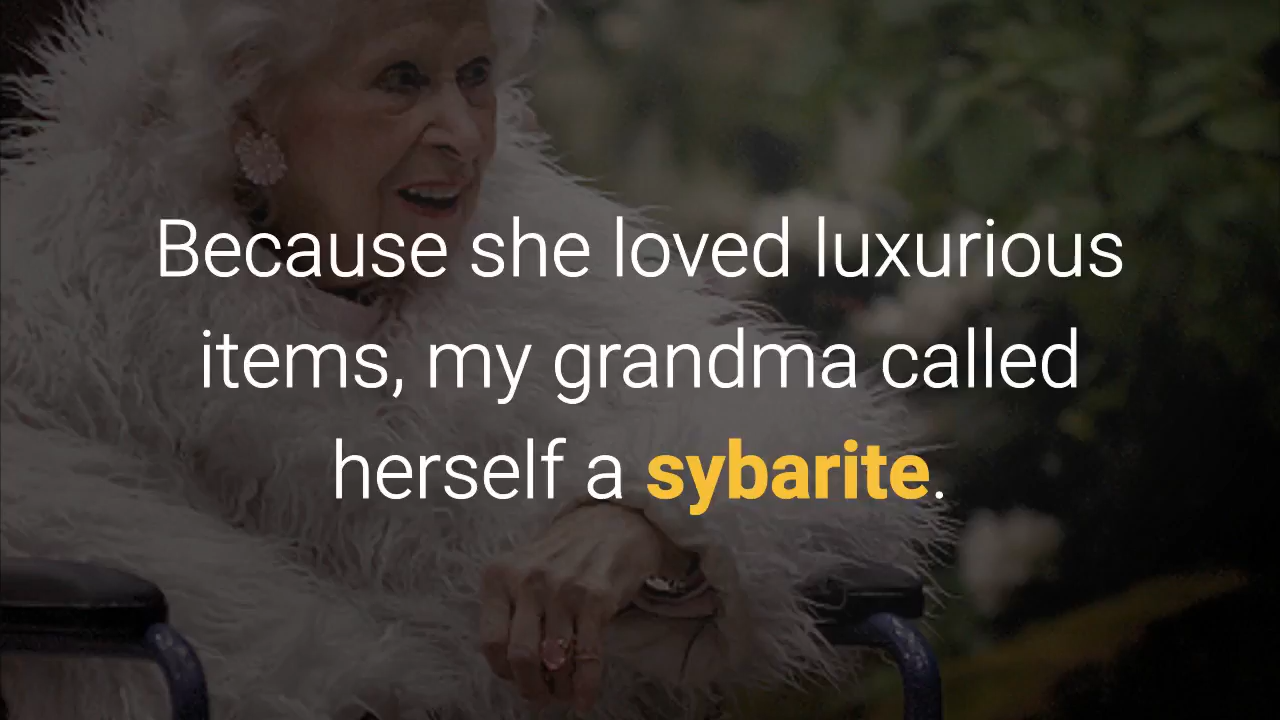 Because she loved luxurious
items, my grandma called
herself a sybarite.